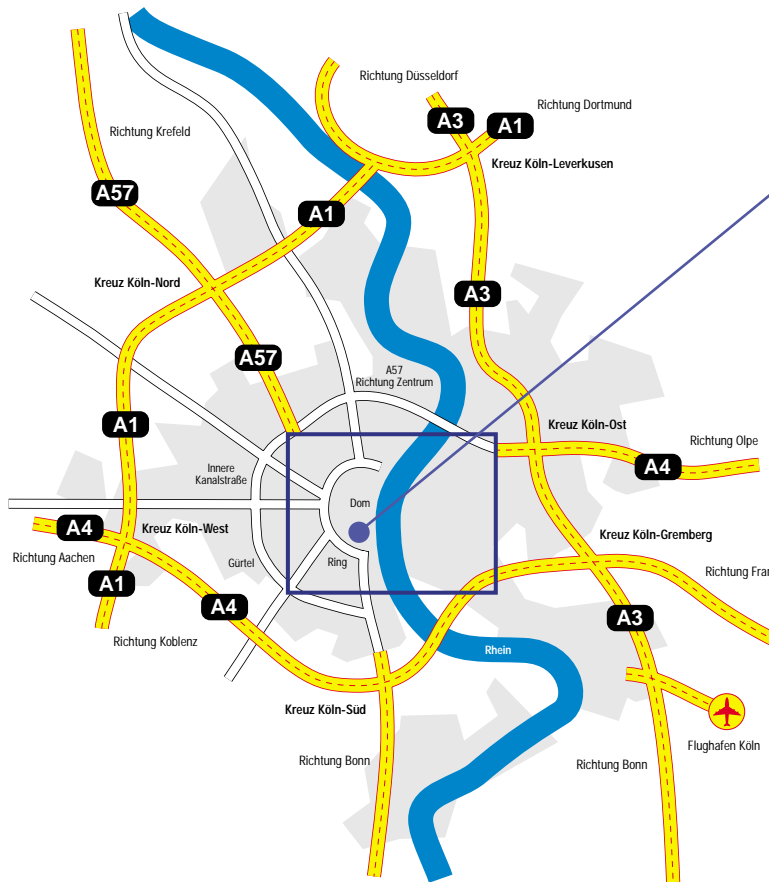 Richtung Düsseldorf
Richtung Dortmund
A3
A1
Richtung Krefeld
Kreuz Köln-Leverkusen
A57
A1
Kreuz Köln-Nord
A3
A57
A57
Richtung Zentrum
A1
Kreuz Köln-Ost
Richtung Olpe
A4
Innere
Kanalstraße
Dom
A4
Kreuz Köln-West
Kreuz Köln-Gremberg
Richtung Aachen
Gürtel
Ring
Richtung Fran
A1
A4
A3
Richtung Koblenz
Rhein
Kreuz Köln-Süd
Flughafen Köln
Richtung Bonn
Richtung Bonn